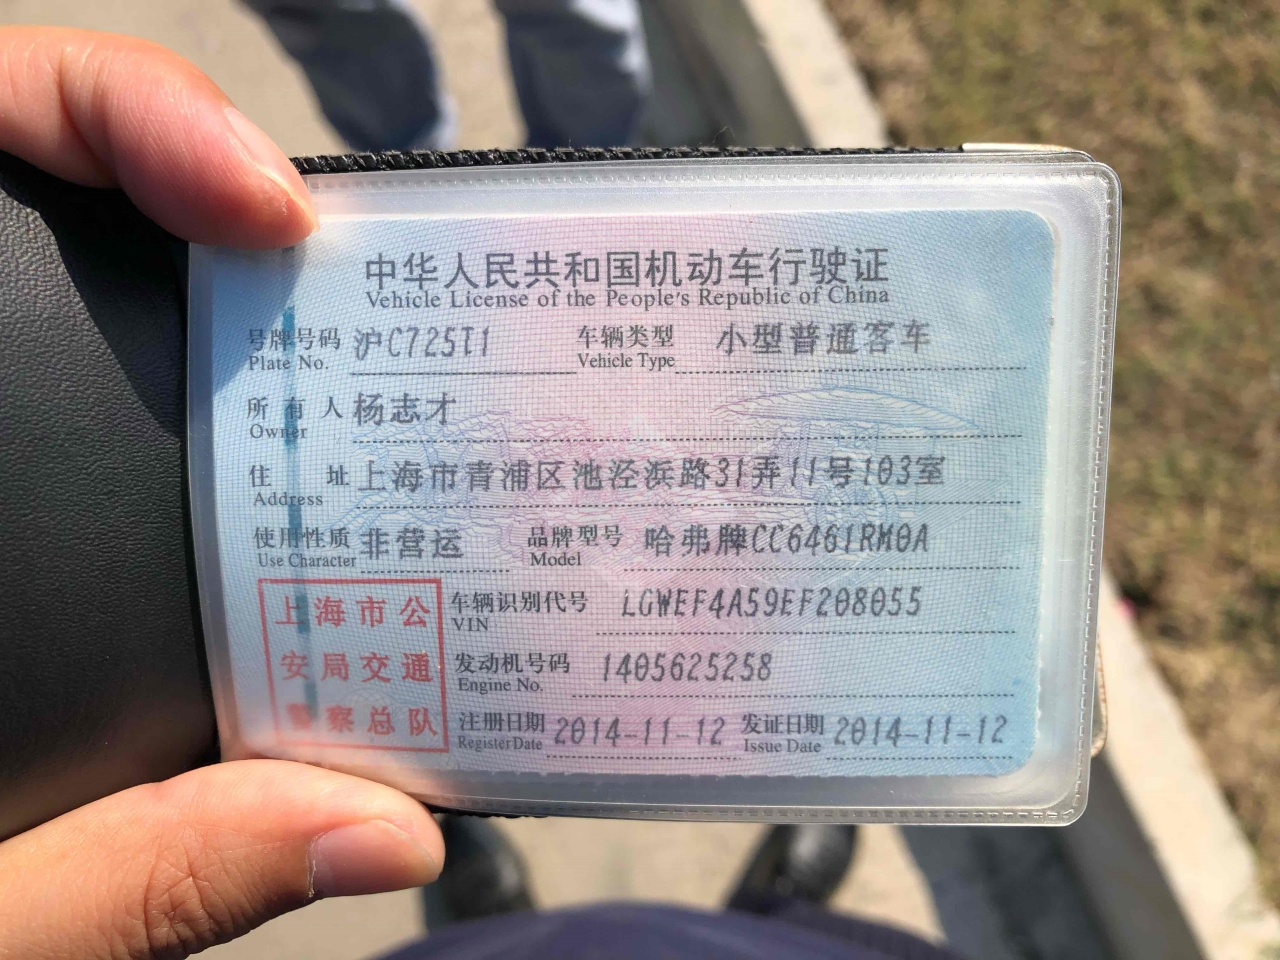 中华人民共和国机动车行驶证
Vehicle License of the People's Republic of China
号牌号码 沪C725T1 车辆类型 小型普通客车
Plate No. Vehicle Type
所有人 杨志才
Owner
住址 上海市青浦区池泾浜路31弄11号103室
Address
使用性质 非营运 品牌型号 哈弗牌CC6461RM0A
Use Character Model
车辆识别代号 LGWEF4A59EF208055
VIN
发动机号码 1405625258
Engine No.
注册日期 2014-11-12 发证日期 2014-11-12
Register Date Issue Date
上海市公
安局交通
警察总队